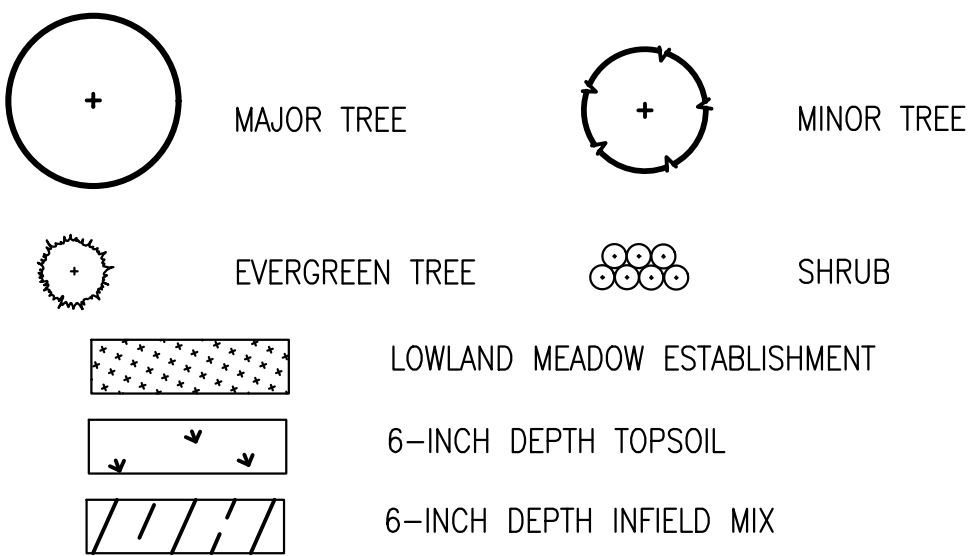 MAJOR TREE
MINOR TREE
EVERGREEN TREE
SHRUB
LOWLAND MEADOW ESTABLISHMENT
6-INCH DEPTH TOPSOIL
6-INCH DEPTH INFIELD MIX